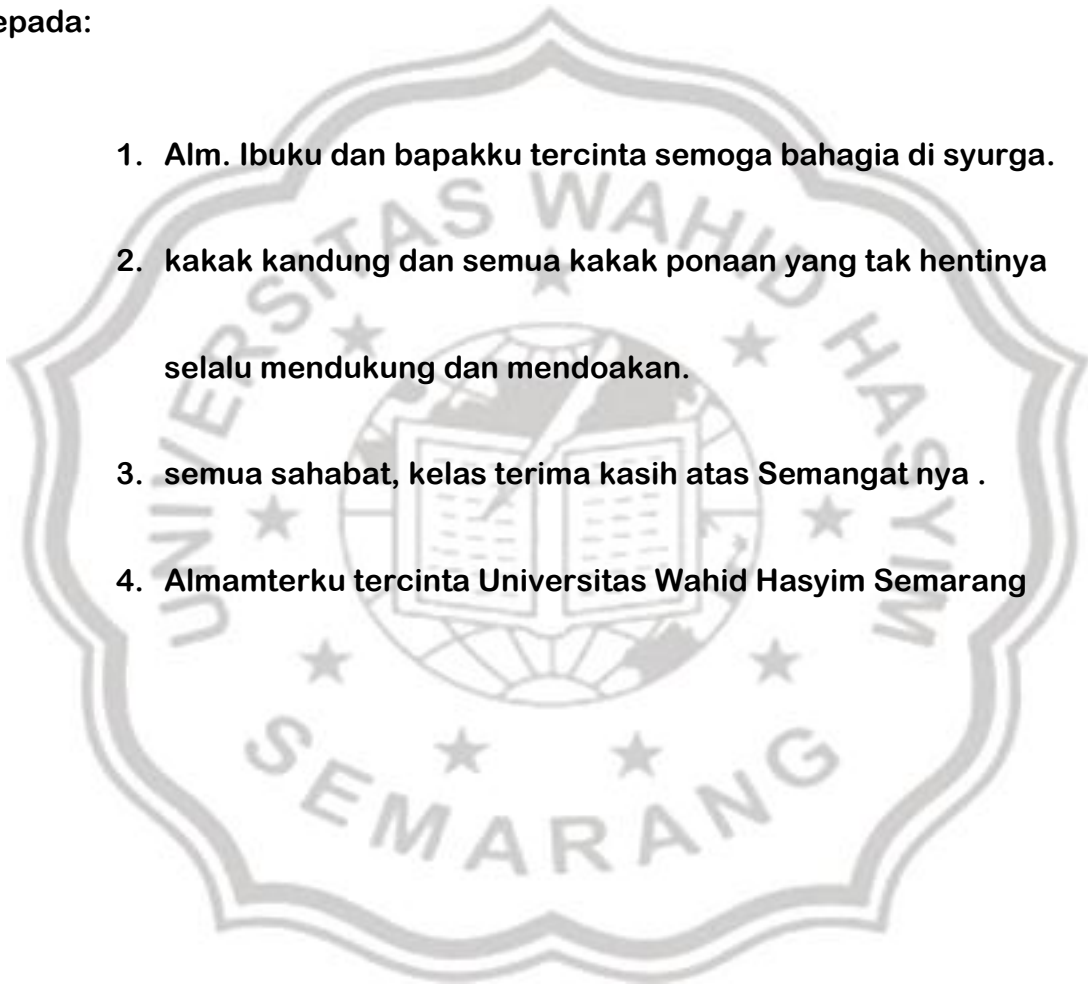 epada:
1. Alm. Ibuku dan bapakku tercinta semoga bahagia di syurga.
2. kakak kandung dan semua kakak ponaan yang tak hentinya
selalu mendukung dan mendoakan.
3. semua sahabat, kelas terima kasih atas Semangat nya .
4. Almamterku tercinta Universitas Wahid Hasyim Semarang
UNIVERSITAS WAHID HASYIM
SEMARANG